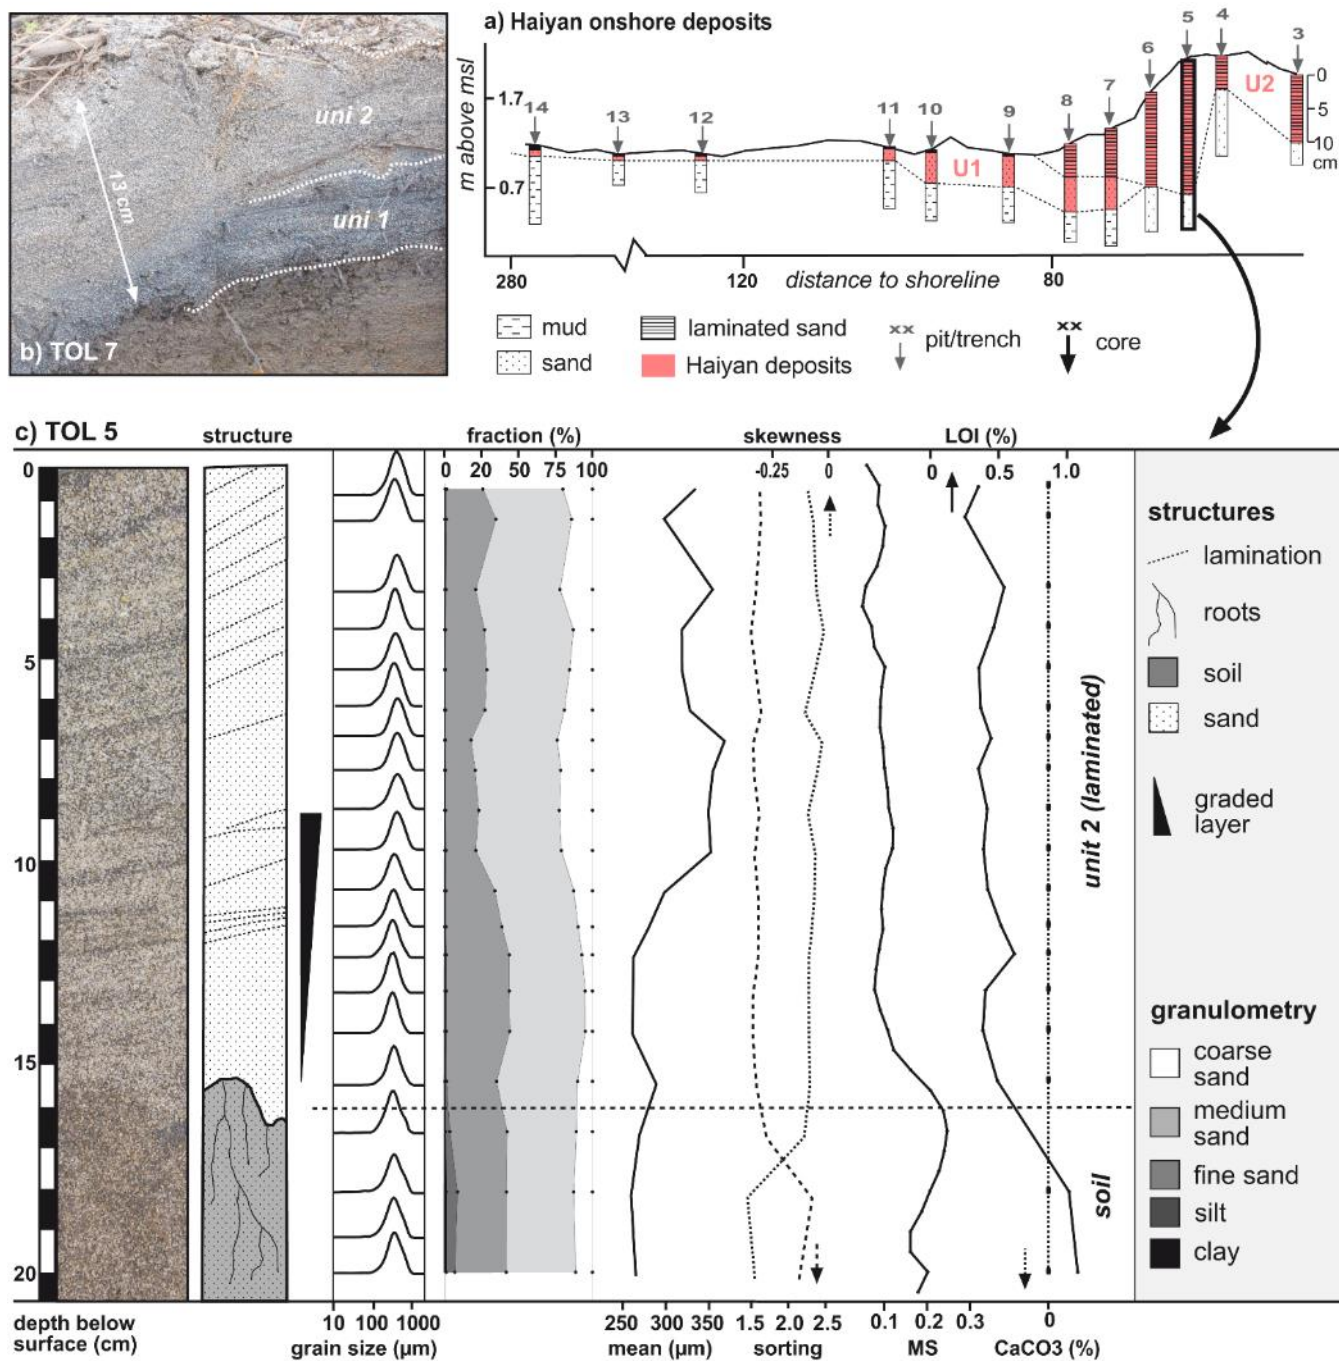 uni 2
uni 1
13 cm
b) TOL 7
a) Haiyan onshore deposits
m above msl
1.7
0.7
14
13
12
11
10
9
8
7
6
5
4
3
U1
U2
0
5
10
cm
280
120
distance to shoreline
80
mud
laminated sand
xx
pit/trench
xx
core
sand
Haiyan deposits
c) TOL 5
structure
fraction (%)
skewness
LOI (%)
0 20 50 75 100
-0.25 0
0 0.5 1.0
0
5
10
15
20
unit 2 (laminated)
soil
structures
lamination
roots
soil
sand
graded
layer
granulometry
coarse
sand
medium
sand
fine sand
silt
clay
depth below
surface (cm)
10 100 1000
grain size (µm)
250 300 350
mean (µm)
1.5 2.0 2.5
sorting
0.1 0.2 0.3
MS
0
CaCO3 (%)